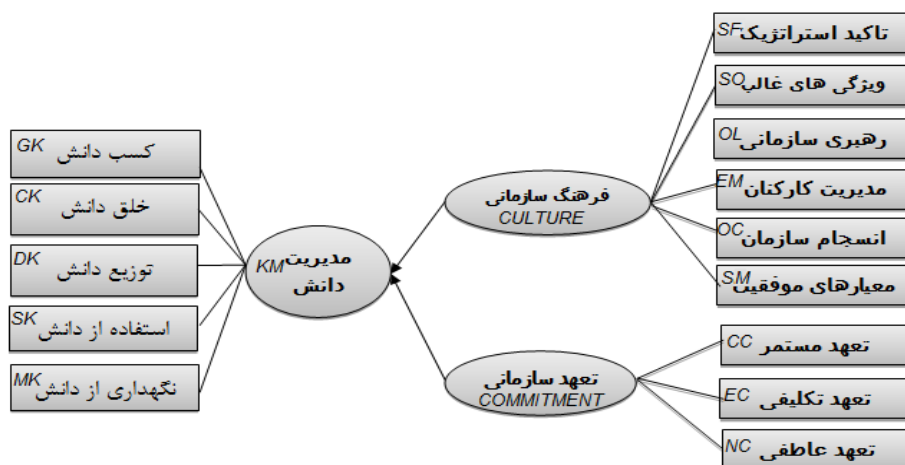 SF تاکید استراتژیک
SO ویژگی های غالب
OL رهبری سازمانی
EM مدیریت کارکنان
OC انسجام سازمان
SM معیارهای موفقیت
CC تعهد مستمر
EC تعهد تکلیفی
NC تعهد عاطفی
فرهنگ سازمانی
CULTURE
تعهد سازمانی
COMMITMENT
KM مدیریت
دانش
GK کسب دانش
CK خلق دانش
DK توزیع دانش
SK استفاده از دانش
MK نگهداری از دانش